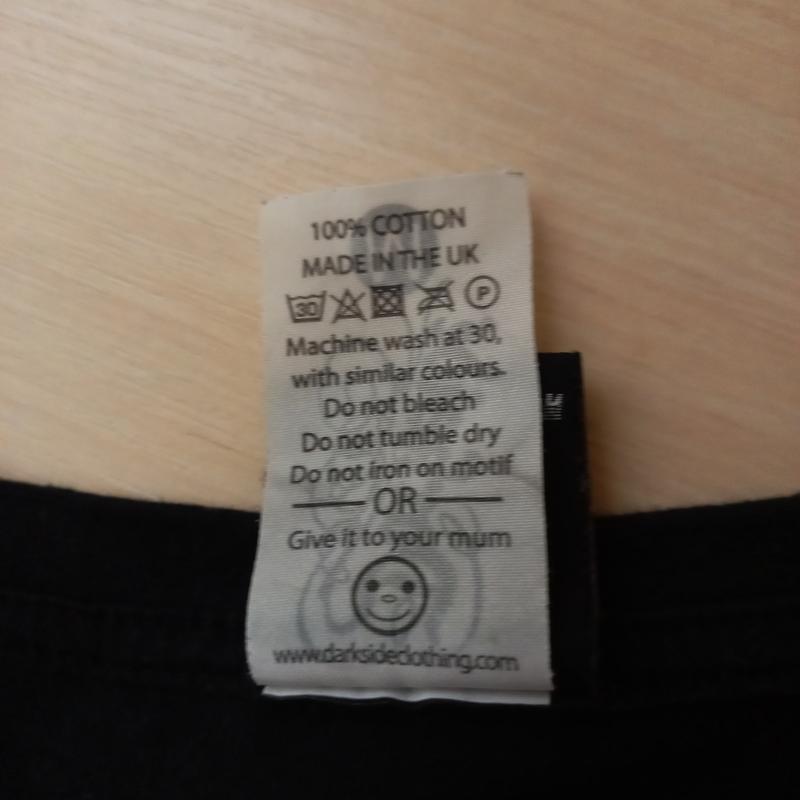 100% COTTON
MADE IN THE UK
30 P
Machine wash at 30,
with similar colours.
Do not bleach
Do not tumble dry
Do not iron on motif
OR
Give it to your mum
www.darksideclothing.com